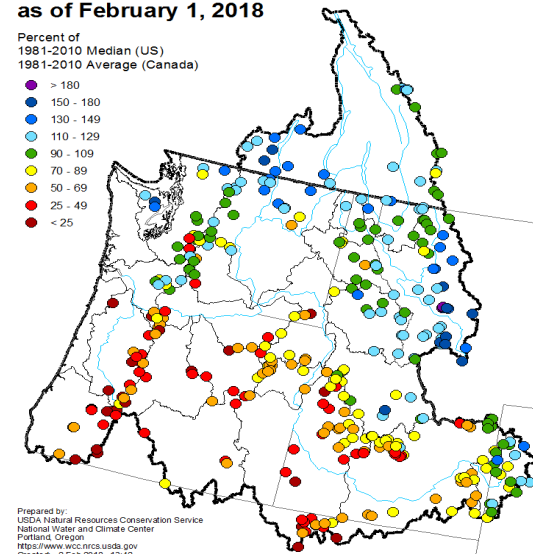 as of February 1, 2018
Percent of
1981-2010 Median (US)
1981-2010 Average (Canada)
> 180
150 - 180
130 - 149
110 - 129
90 - 109
70 - 89
50 - 69
25 - 49
< 25
Prepared by:
USDA Natural Resources Conservation Service
National Water and Climate Center
Portland, Oregon
https://www.wcc.nrcs.usda.gov